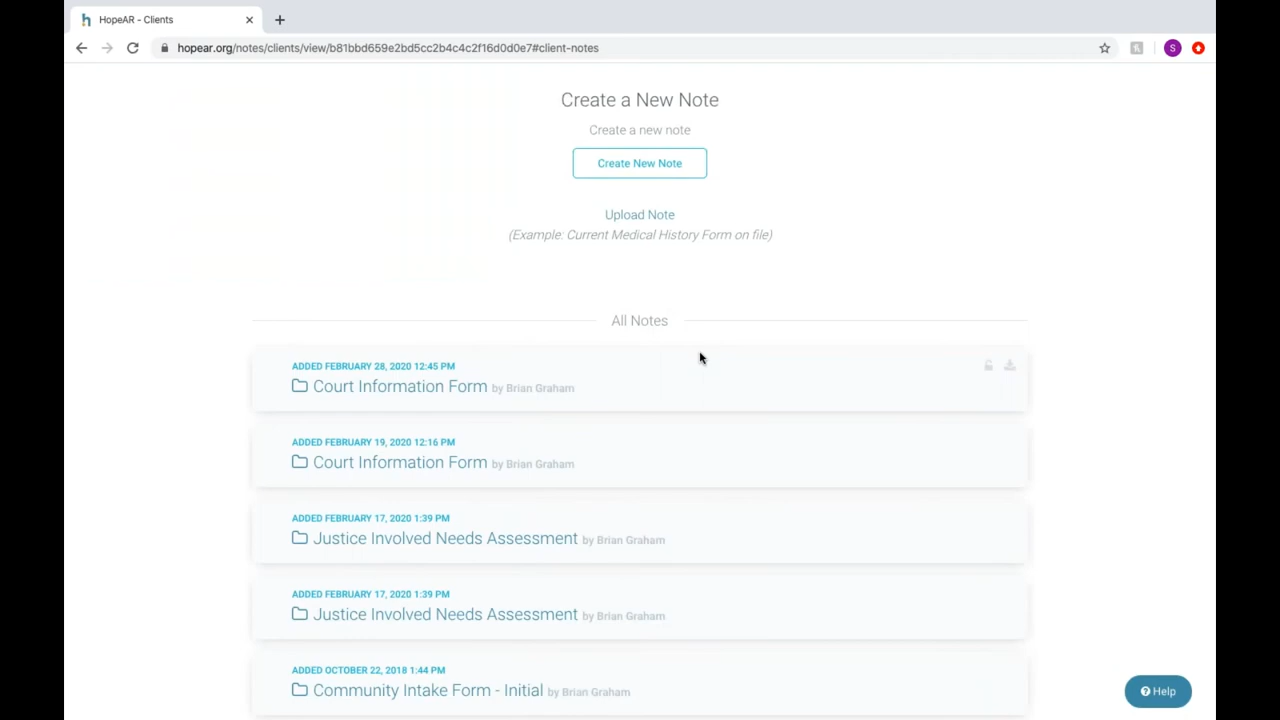 HopeAR - Clients
hopear.org/notes/clients/view/b81bbd659e2bd5cc2b4c4c2f16d0d0e7#client-notes
S
Create a New Note
Create a new note
Create New Note
Upload Note
(Example: Current Medical History Form on file)
All Notes
ADDED FEBRUARY 28, 2020 12:45 PM
Court Information Form by Brian Graham
ADDED FEBRUARY 19, 2020 12:16 PM
Court Information Form by Brian Graham
ADDED FEBRUARY 17, 2020 1:39 PM
Justice Involved Needs Assessment by Brian Graham
ADDED FEBRUARY 17, 2020 1:39 PM
Justice Involved Needs Assessment by Brian Graham
ADDED OCTOBER 22, 2018 1:44 PM
Community Intake Form - Initial by Brian Graham
Help